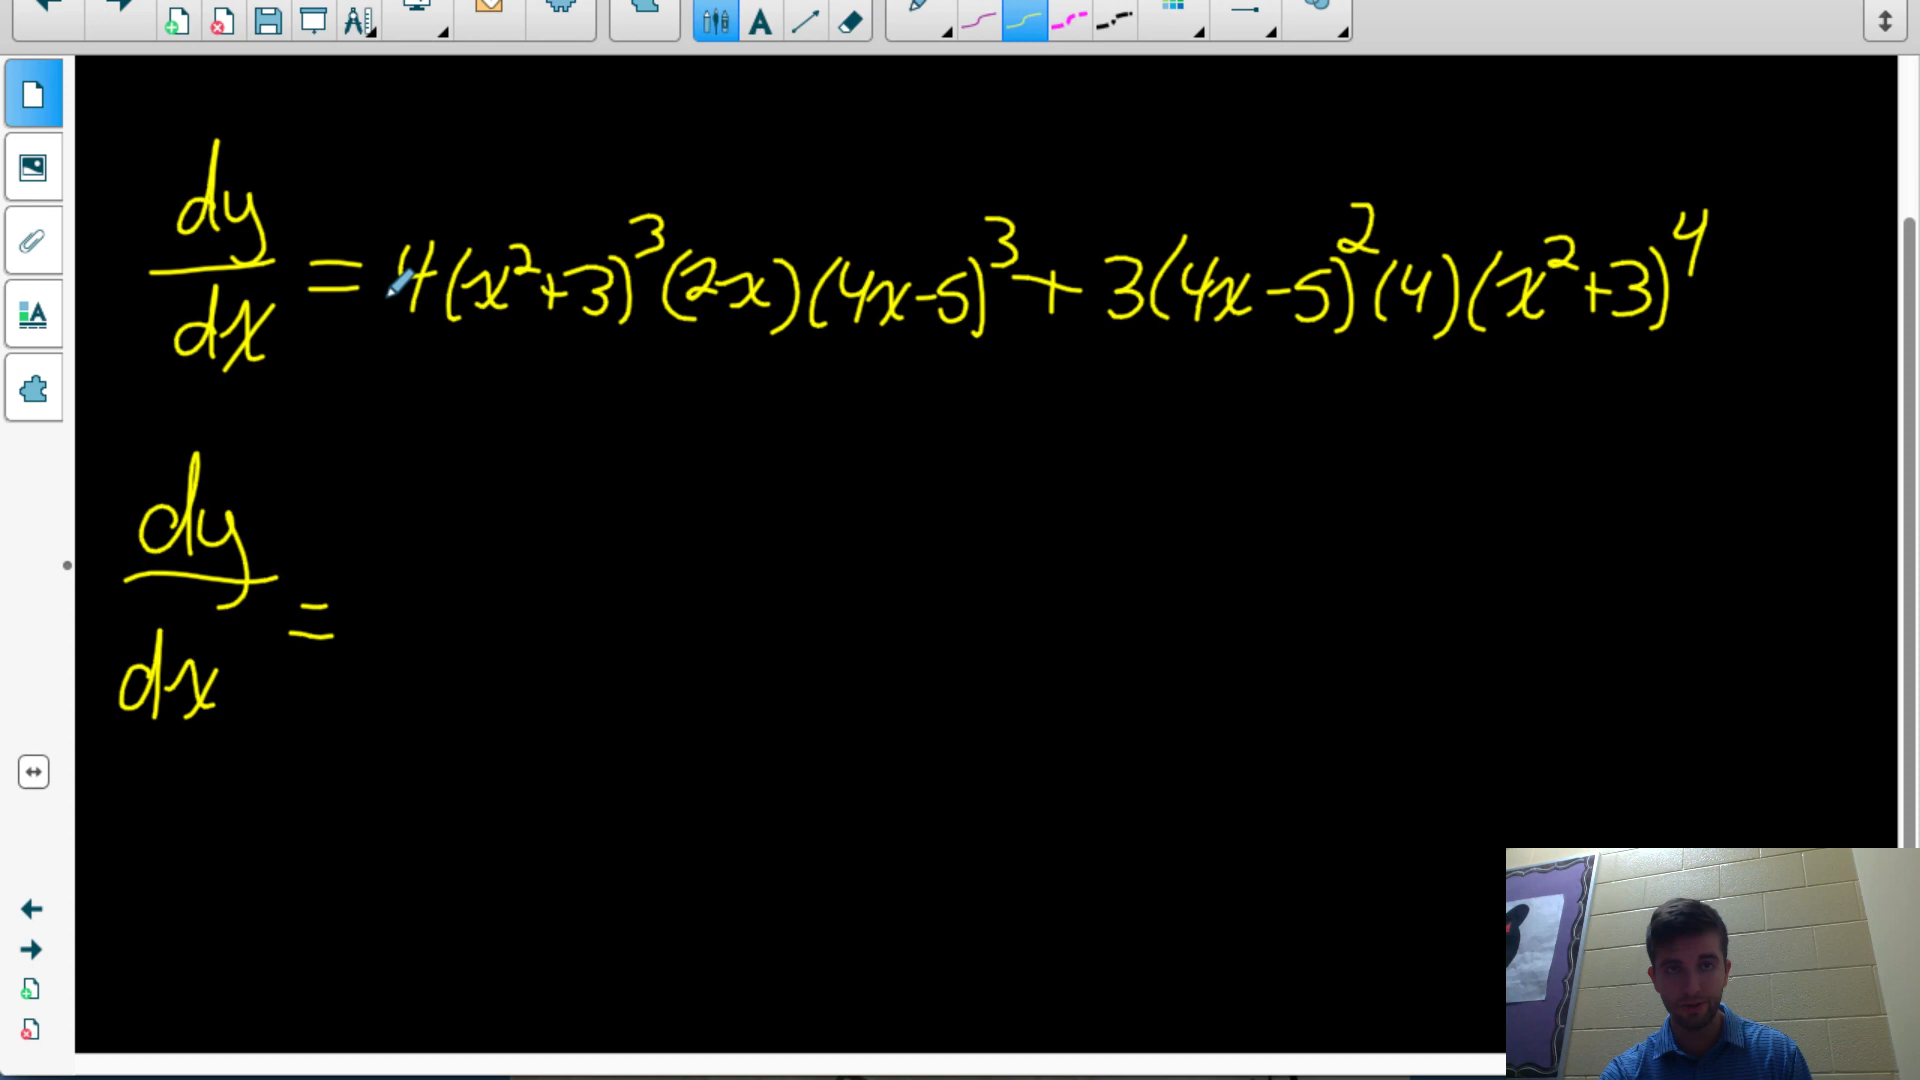 dy/dx = 4(x²+3)³(2x)(4x-5)³ + 3(4x-5)²(4)(x²+3)⁴
dy/dx =